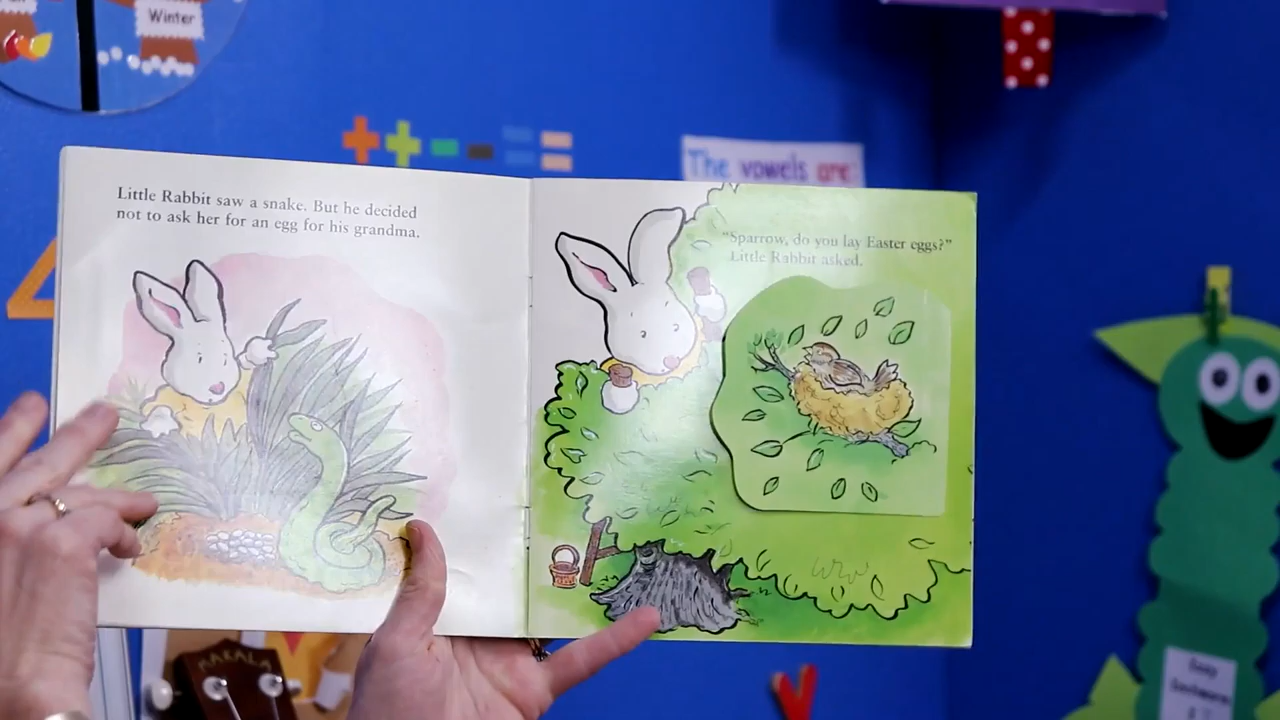 Winter
The vowels are:
Little Rabbit saw a snake. But he decided
not to ask her for an egg for his grandma.
"Sparrow, do you lay Easter eggs?"
Little Rabbit asked.
MAKALA